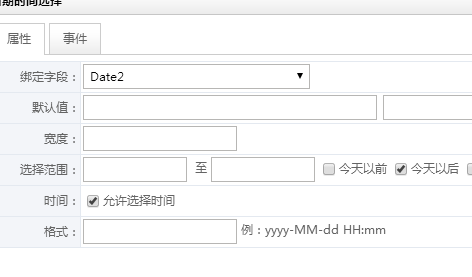 期时间选择
属性 事件
绑定字段： Date2
默认值：
宽度：
选择范围： 至 今天以前 今天以后
时间： 允许选择时间
格式： 例：yyyy-MM-dd HH:mm